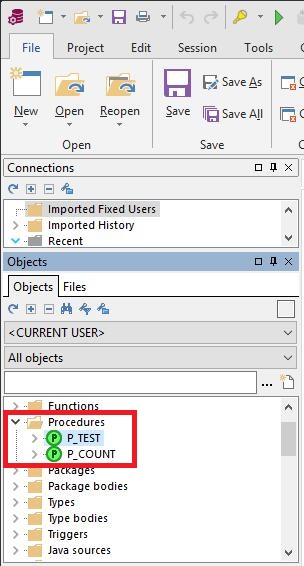 File Project Edit Session Tools
New Open Reopen Save Save As
Save All
Open Save
Connections
Imported Fixed Users
Imported History
Recent
Objects
Objects Files
<CURRENT USER>
All objects
...
Functions
Procedures
P P_TEST
P P_COUNT
Packages
Package bodies
Types
Type bodies
Triggers
Java sources